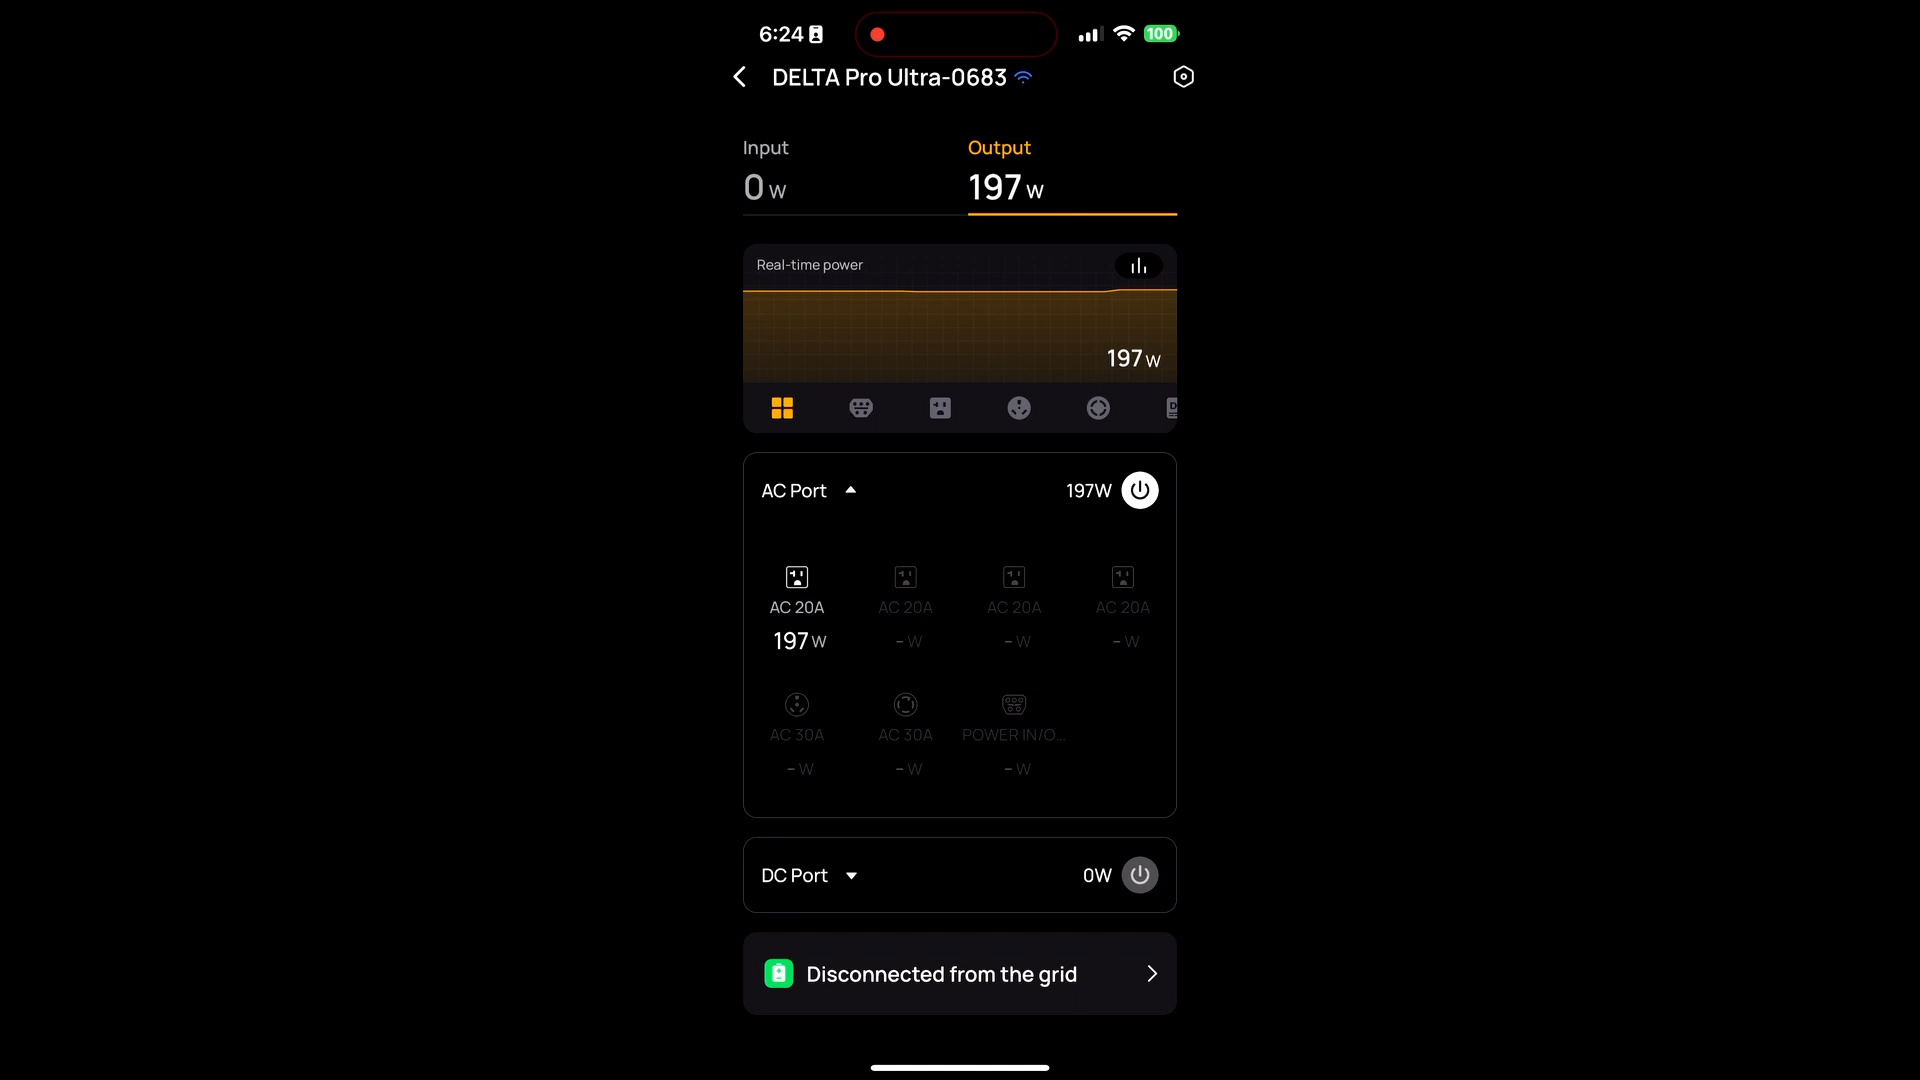 6:24
100
DELTA Pro Ultra-0683
Input
Output
0 W
197 W
Real-time power
197 W
AC Port
197W
AC 20A
AC 20A
AC 20A
AC 20A
197 W
– W
– W
– W
AC 30A
AC 30A
POWER IN/O...
– W
– W
– W
DC Port
0W
Disconnected from the grid